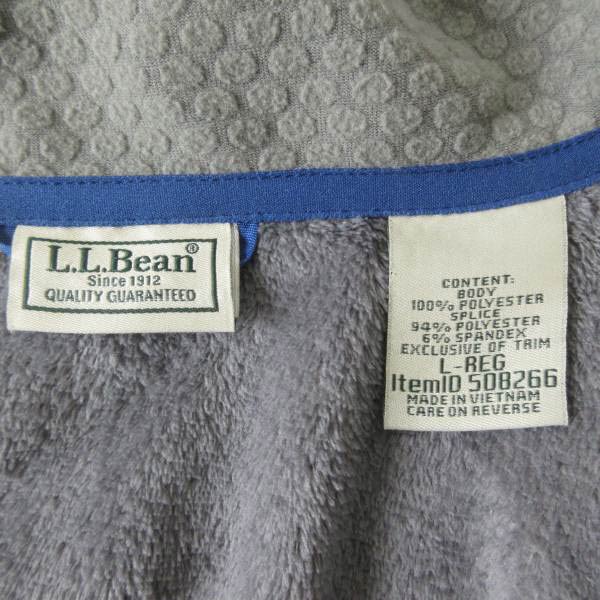 L.L.Bean®
Since 1912
QUALITY GUARANTEED
CONTENT:
BODY
100% POLYESTER
SPLICE
94% POLYESTER
6% SPANDEX
EXCLUSIVE OF TRIM
L-REG
ItemID 508266
MADE IN VIETNAM
CARE ON REVERSE